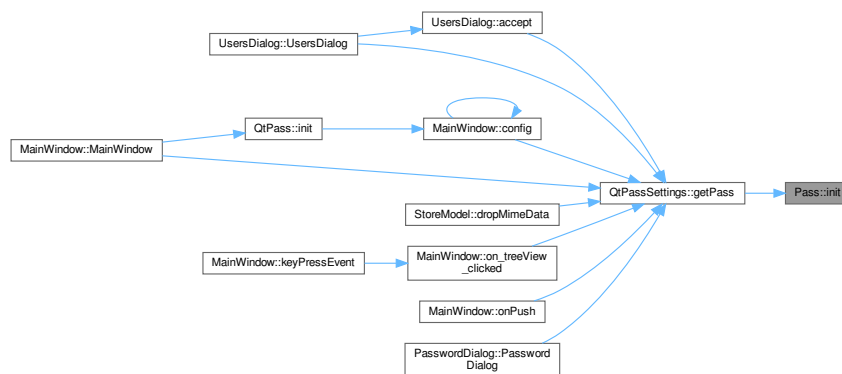 UsersDialog::accept
UsersDialog::UsersDialog
QtPass::init
MainWindow::config
MainWindow::MainWindow
QtPassSettings::getPass
Pass::init
StoreModel::dropMimeData
MainWindow::keyPressEvent
MainWindow::on_treeView
_clicked
MainWindow::onPush
PasswordDialog::Password
Dialog